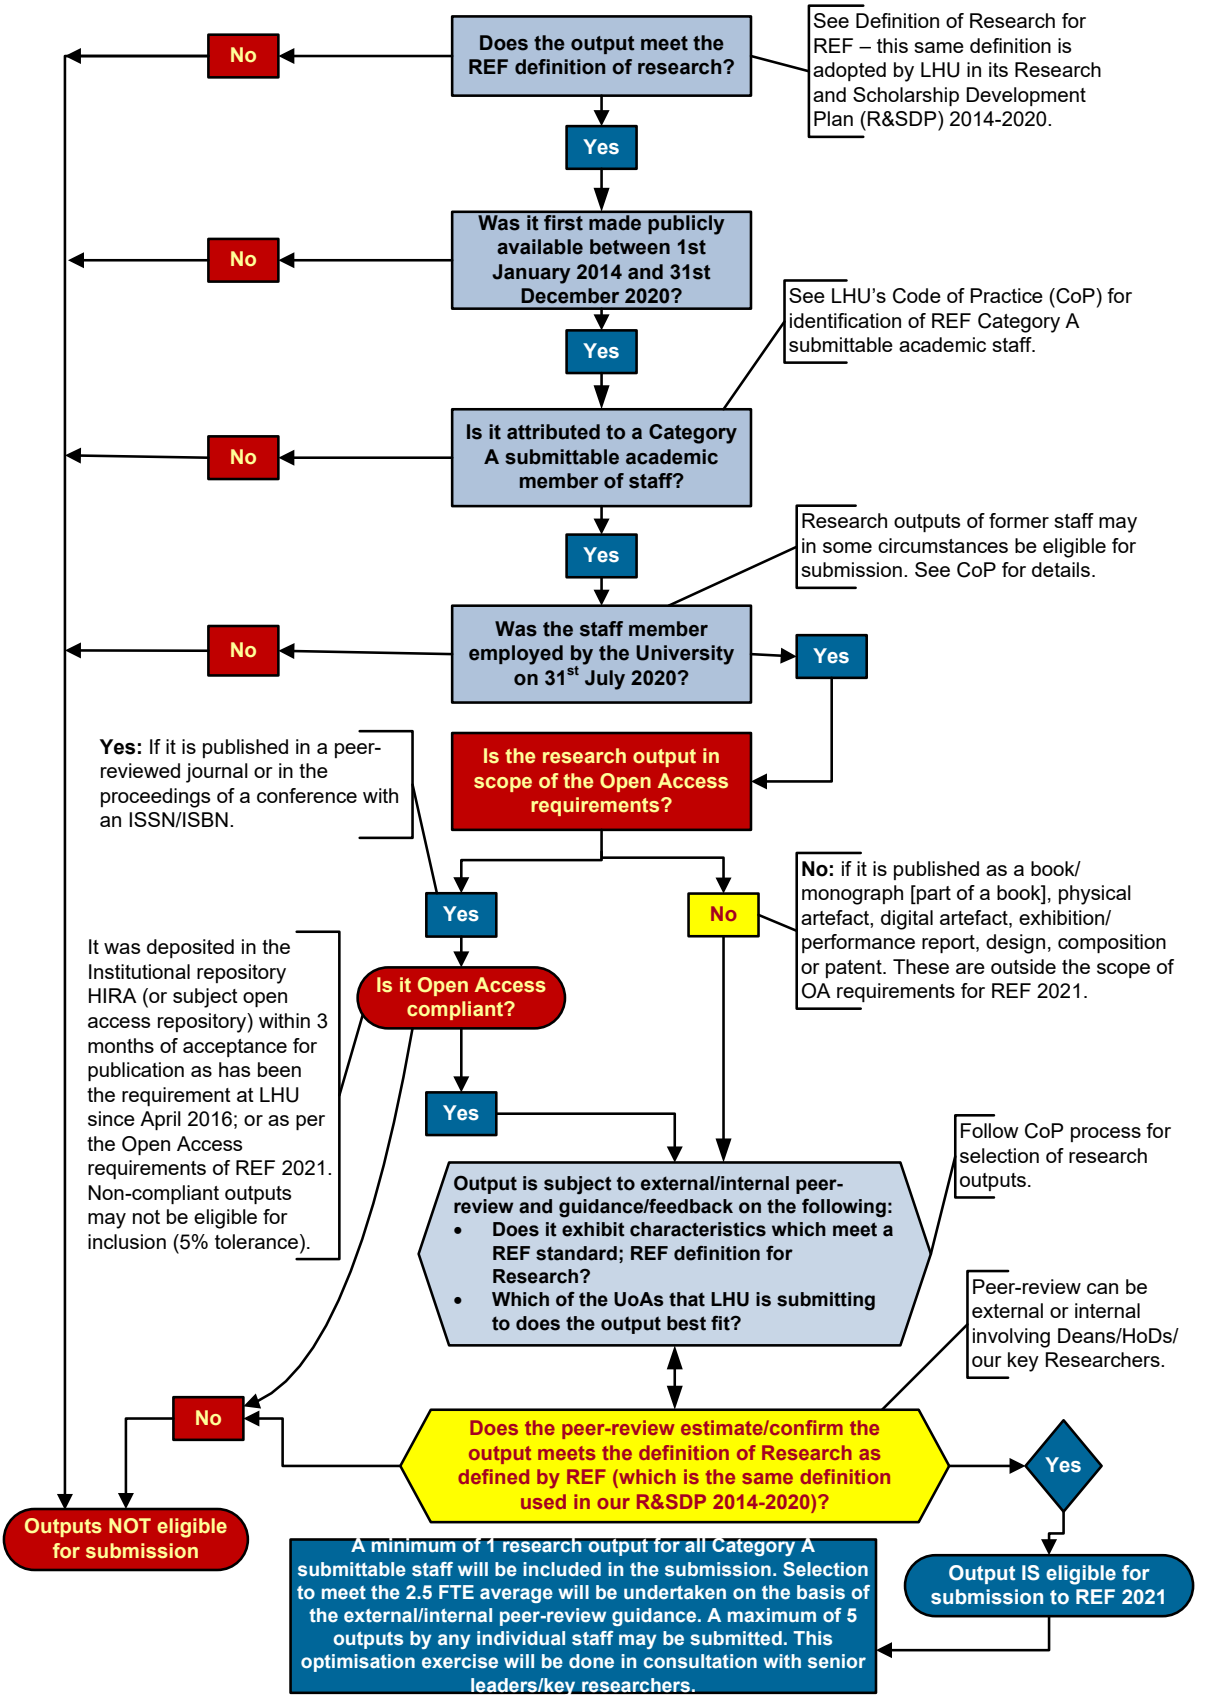 No
Does the output meet the
REF definition of research?
See Definition of Research for
REF – this same definition is
adopted by LHU in its Research
and Scholarship Development
Plan (R&SDP) 2014-2020.
Yes
No
Was it first made publicly
available between 1st
January 2014 and 31st
December 2020?
See LHU’s Code of Practice (CoP) for
identification of REF Category A
submittable academic staff.
Yes
No
Is it attributed to a Category
A submittable academic
member of staff?
Research outputs of former staff may
in some circumstances be eligible for
submission. See CoP for details.
Yes
No
Was the staff member
employed by the University
on 31st July 2020?
Yes
Yes: If it is published in a peer-
reviewed journal or in the
proceedings of a conference with
an ISSN/ISBN.
Is the research output in
scope of the Open Access
requirements?
Yes
No
No: if it is published as a book/
monograph [part of a book], physical
artefact, digital artefact, exhibition/
performance report, design, composition
or patent. These are outside the scope of
OA requirements for REF 2021.
It was deposited in the
Institutional repository
HIRA (or subject open
access repository) within 3
months of acceptance for
publication as has been
the requirement at LHU
since April 2016; or as per
the Open Access
requirements of REF 2021.
Non-compliant outputs
may not be eligible for
inclusion (5% tolerance).
Is it Open Access
compliant?
Yes
Output is subject to external/internal peer-
review and guidance/feedback on the following:
• Does it exhibit characteristics which meet a
REF standard; REF definition for
Research?
• Which of the UoAs that LHU is submitting
to does the output best fit?
Follow CoP process for
selection of research
outputs.
Peer-review can be
external or internal
involving Deans/HoDs/
our key Researchers.
No
Does the peer-review estimate/confirm the
output meets the definition of Research as
defined by REF (which is the same definition
used in our R&SDP 2014-2020)?
Yes
Outputs NOT eligible
for submission
A minimum of 1 research output for all Category A
submittable staff will be included in the submission. Selection
to meet the 2.5 FTE average will be undertaken on the basis of
the external/internal peer-review guidance. A maximum of 5
outputs by any individual staff may be submitted. This
optimisation exercise will be done in consultation with senior
leaders/key researchers.
Output IS eligible for
submission to REF 2021